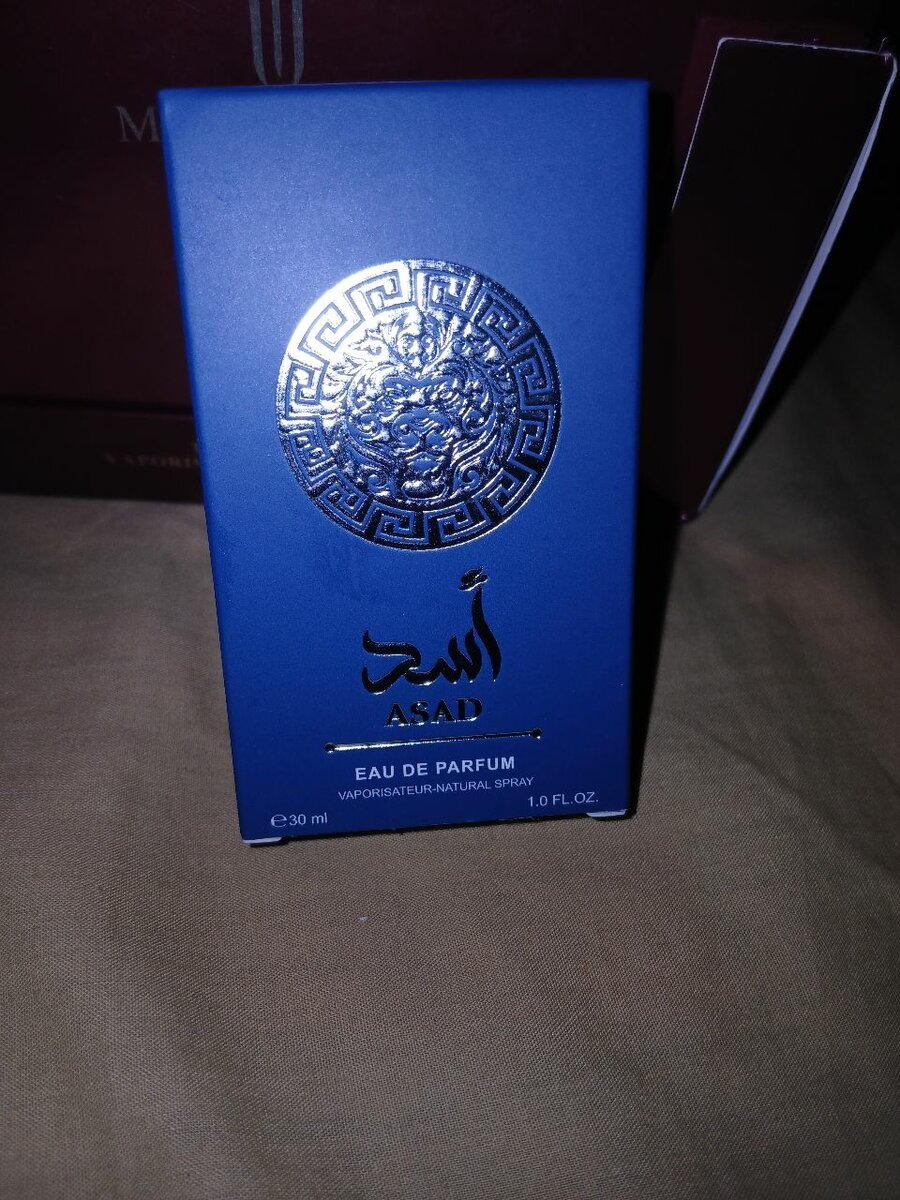 أسد
ASAD
EAU DE PARFUM
VAPORISATEUR-NATURAL SPRAY
℮30 ml
1.0 FL.OZ.